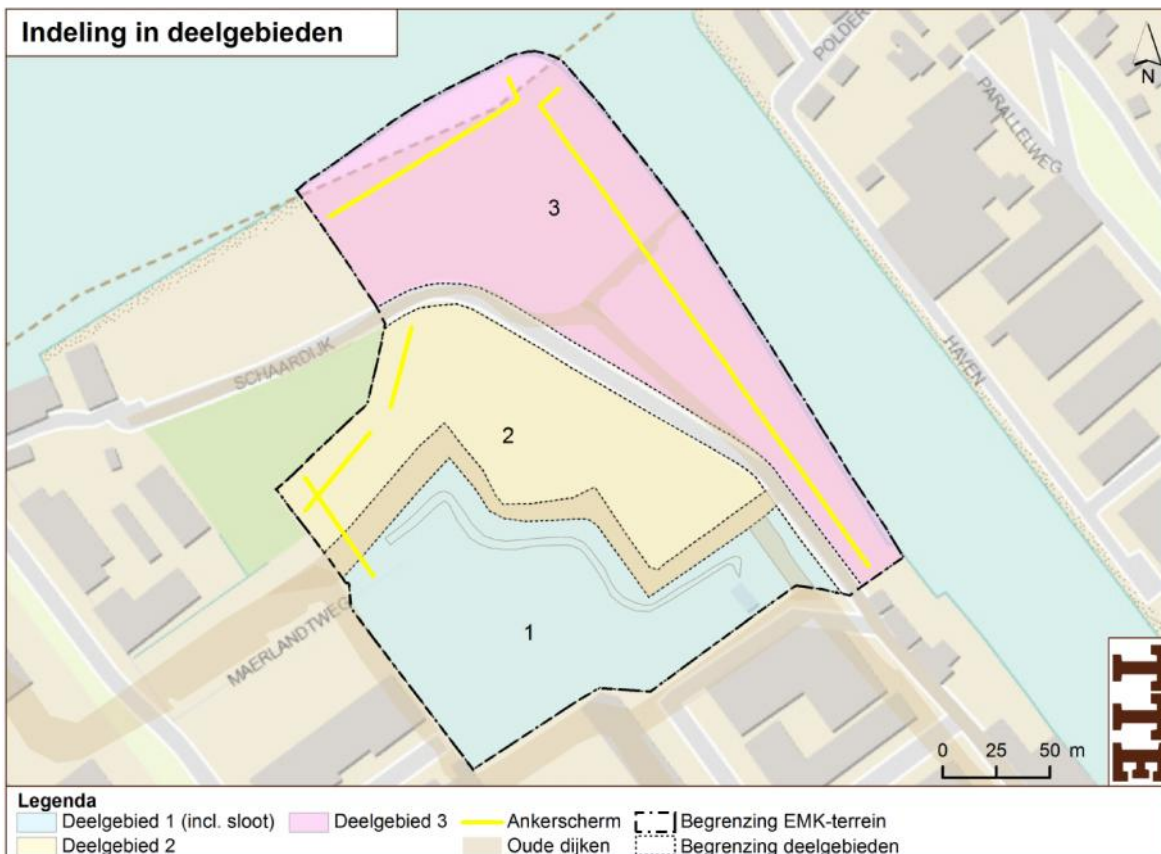 Indeling in deelgebieden
POLDER
PARALLELWEG
N
3
HAVEN
SCHAARDIJK
2
MAERLANDTWEG
1
TTE
0 25 50 m
Legenda
Deelgebied 1 (incl. sloot) Deelgebied 3 Ankerscherm Begrenzing EMK-terrein
Deelgebied 2 Oude dijken Begrenzing deelgebieden